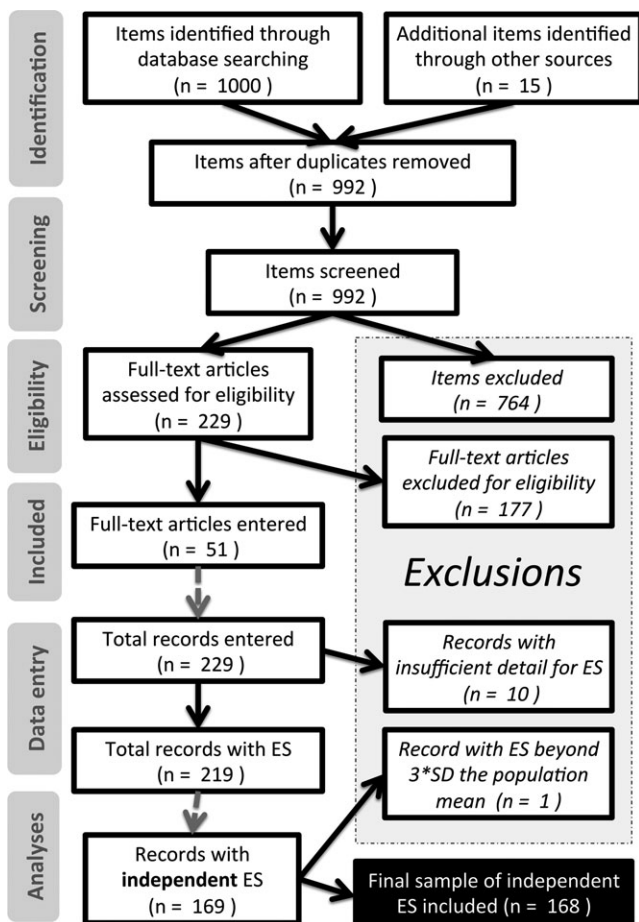 Identification
Items identified through
database searching
(n = 1000 )
Additional items identified
through other sources
(n = 15 )
Items after duplicates removed
(n = 992 )
Screening
Items screened
(n = 992 )
Eligibility
Full-text articles
assessed for eligibility
(n = 229 )
Items excluded
(n = 764 )
Full-text articles
excluded for eligibility
(n = 177 )
Included
Full-text articles entered
(n = 51 )
Exclusions
Data entry
Total records entered
(n = 229 )
Records with
insufficient detail for ES
(n = 10 )
Total records with ES
(n = 219 )
Record with ES beyond
3*SD the population
mean (n = 1 )
Analyses
Records with
independent ES
(n = 169 )
Final sample of independent
ES included (n = 168 )